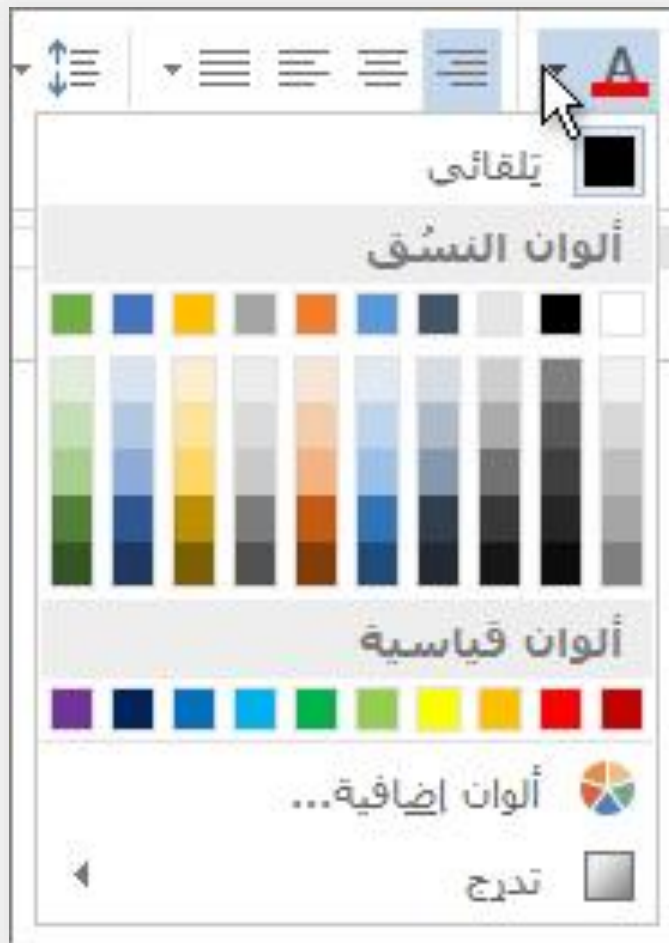 A
تلقائي
ألوان النسُق
ألوان قياسية
ألوان إضافية...
تدرج